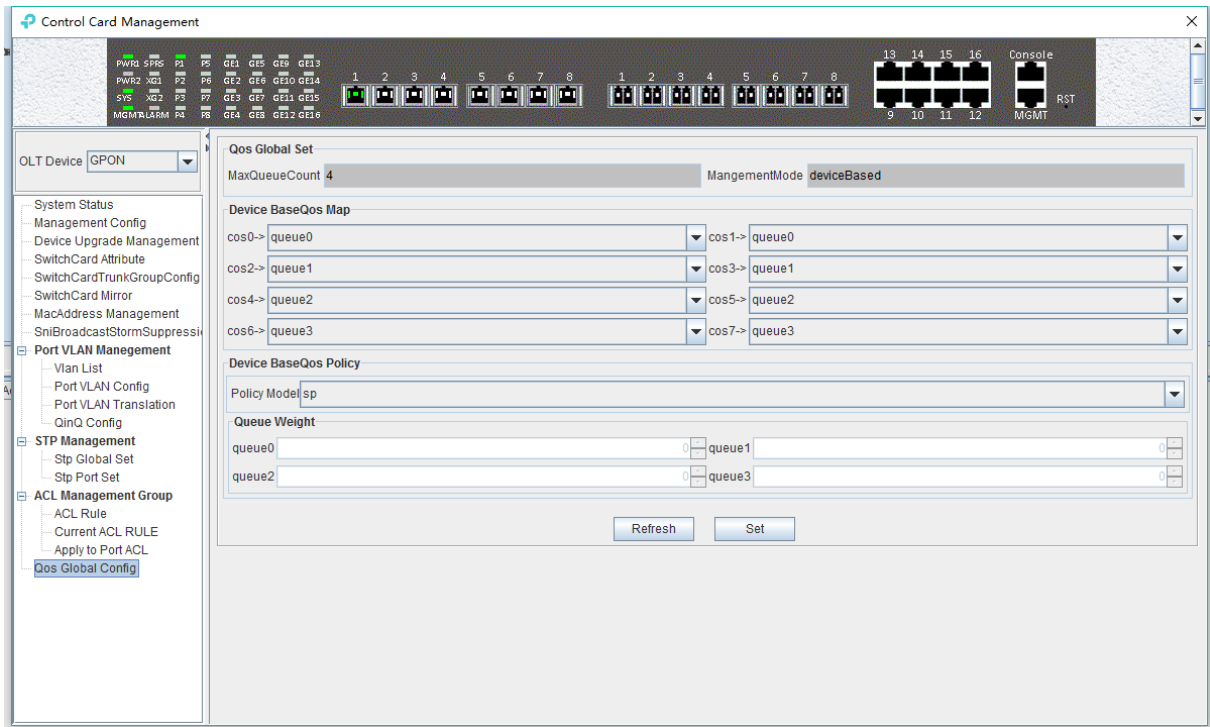 Control Card Management
PWR1 SPRS P1 P5 GE1 GE5 GE9 GE13
PWR2 XG1 P2 P6 GE2 GE6 GE10 GE14
SYS XG2 P3 P7 GE3 GE7 GE11 GE15
MGMT ALARM P4 P8 GE4 GE8 GE12 GE16
1 2 3 4 5 6 7 8 1 2 3 4 5 6 7 8
13 14 15 16 Console
RST
9 10 11 12 MGMT
OLT Device GPON
System Status
Management Config
Device Upgrade Management
SwitchCard Attribute
SwitchCardTrunkGroupConfig
SwitchCard Mirror
MacAddress Management
SniBroadcastStormSuppressi
Port VLAN Manegement
Vlan List
Port VLAN Config
Port VLAN Translation
QinQ Config
STP Management
Stp Global Set
Stp Port Set
ACL Management Group
ACL Rule
Current ACL RULE
Apply to Port ACL
Qos Global Config
Qos Global Set
MaxQueueCount 4 MangementMode deviceBased
Device BaseQos Map
cos0-> queue0 cos1-> queue0
cos2-> queue1 cos3-> queue1
cos4-> queue2 cos5-> queue2
cos6-> queue3 cos7-> queue3
Device BaseQos Policy
Policy Model sp
Queue Weight
queue0 0 queue1 0
queue2 0 queue3 0
Refresh Set